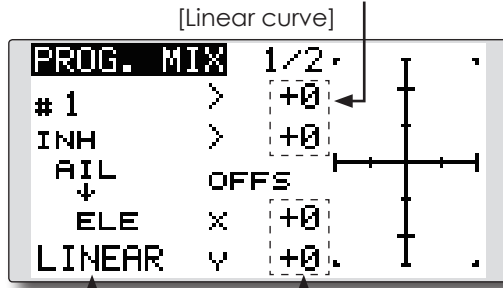 [Linear curve]
PROG. MIX 1/2
#1 > +0
INH > +0
AIL OFFS
↓
ELE X +0
LINEAR Y +0